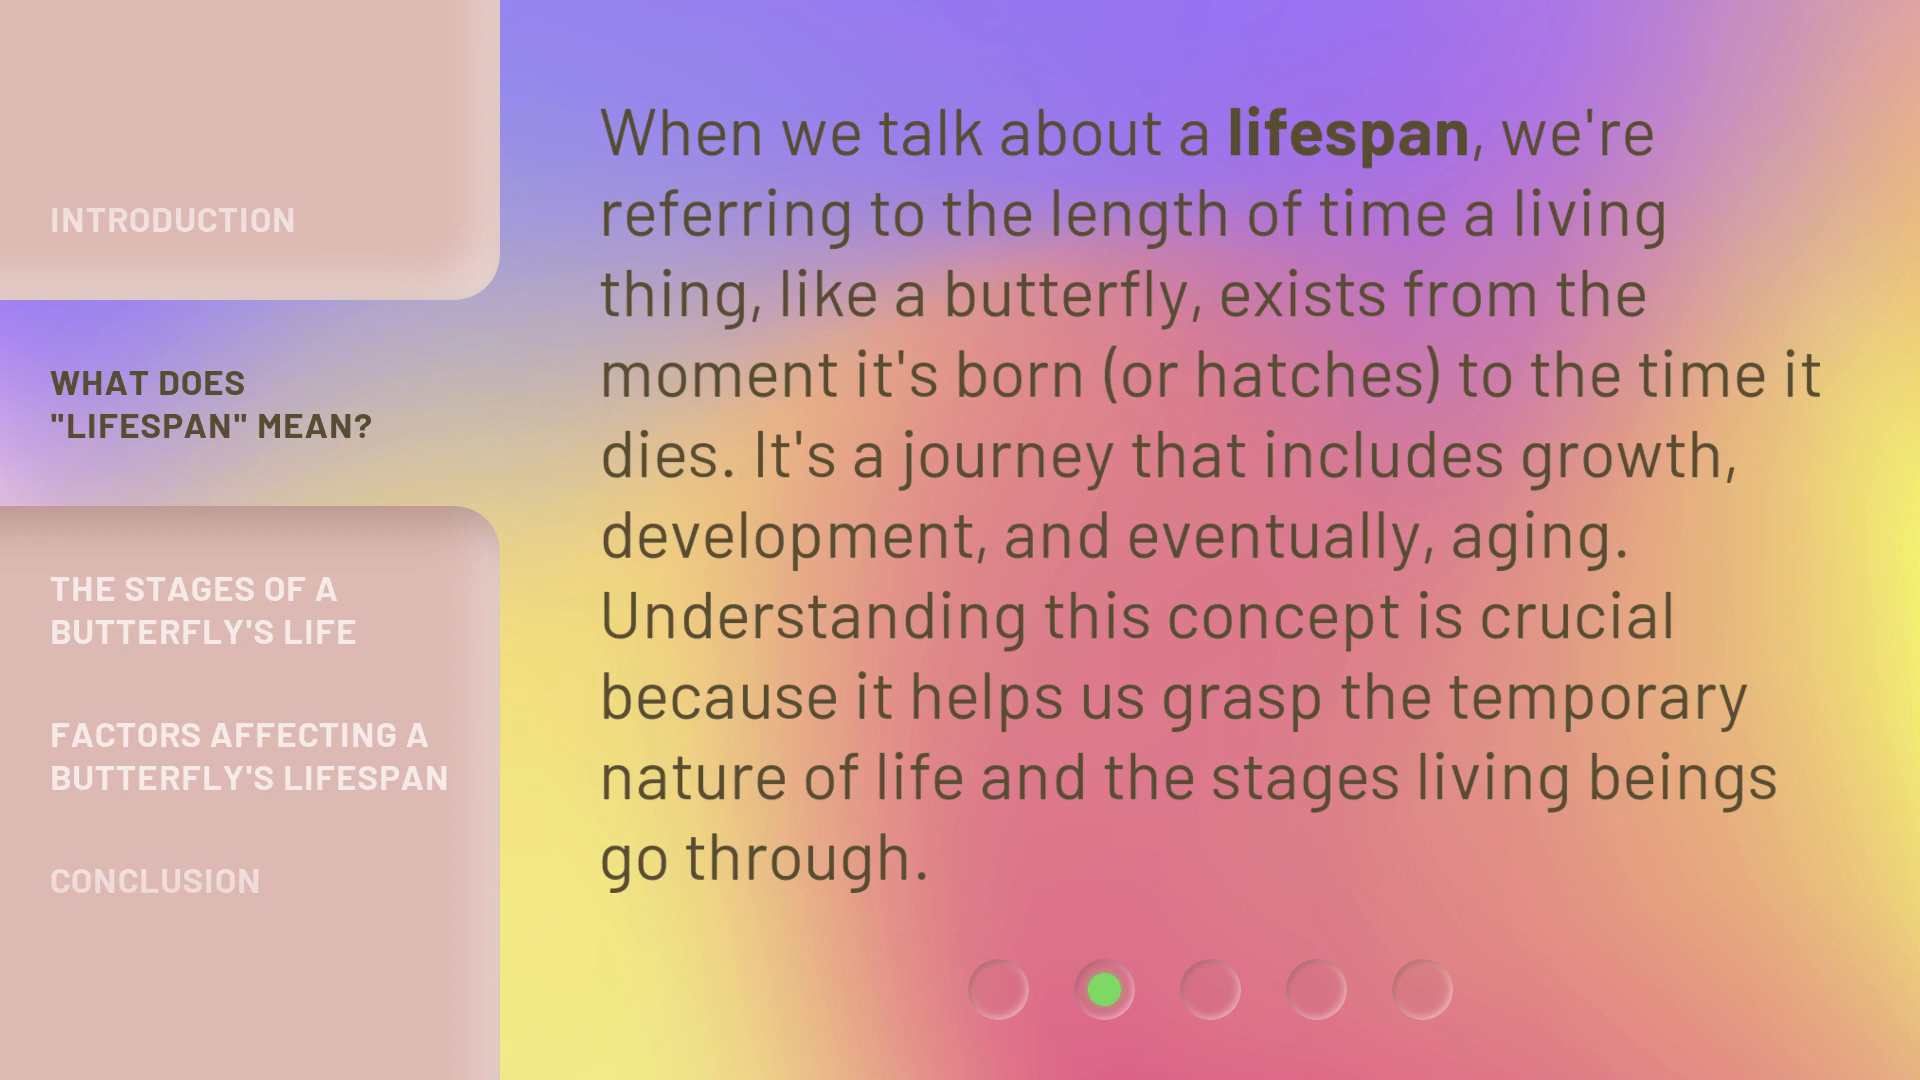 INTRODUCTION
WHAT DOES
"LIFESPAN" MEAN?
THE STAGES OF A
BUTTERFLY'S LIFE
FACTORS AFFECTING A
BUTTERFLY'S LIFESPAN
CONCLUSION
When we talk about a lifespan, we're
referring to the length of time a living
thing, like a butterfly, exists from the
moment it's born (or hatches) to the time it
dies. It's a journey that includes growth,
development, and eventually, aging.
Understanding this concept is crucial
because it helps us grasp the temporary
nature of life and the stages living beings
go through.